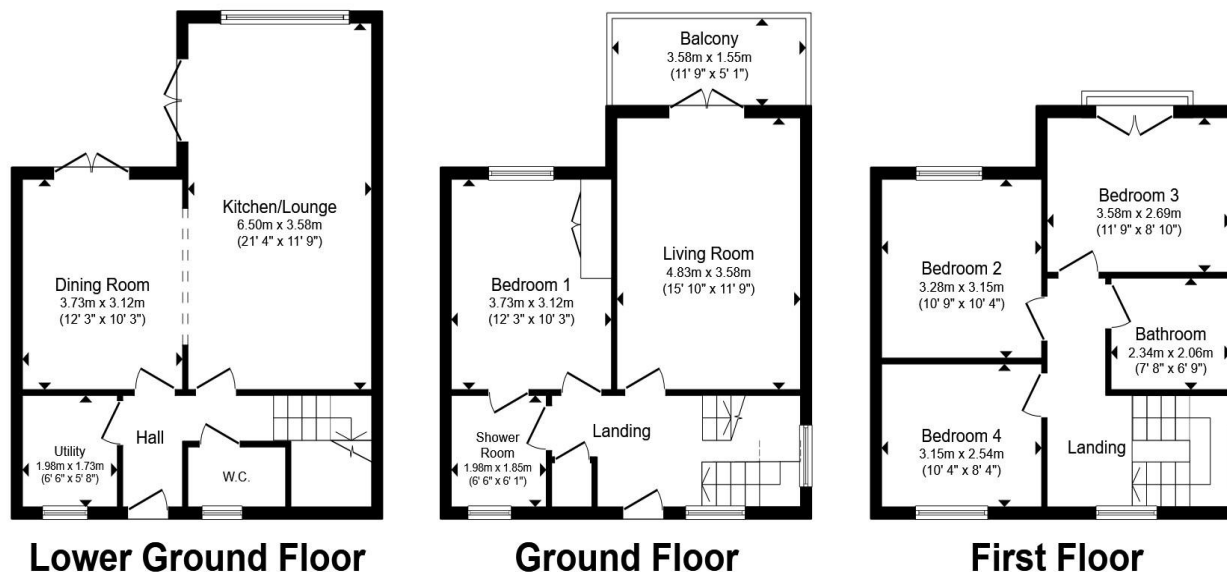 Kitchen/Lounge
6.50m x 3.58m
(21' 4" x 11' 9")
Dining Room
3.73m x 3.12m
(12' 3" x 10' 3")
Utility
1.98m x 1.73m
(6' 6" x 5' 8")
Hall
W.C.
Lower Ground Floor
Balcony
3.58m x 1.55m
(11' 9" x 5' 1")
Living Room
4.83m x 3.58m
(15' 10" x 11' 9")
Bedroom 1
3.73m x 3.12m
(12' 3" x 10' 3")
Shower
Room
1.98m x 1.85m
(6' 6" x 6' 1")
Landing
Ground Floor
Bedroom 3
3.58m x 2.69m
(11' 9" x 8' 10")
Bedroom 2
3.28m x 3.15m
(10' 9" x 10' 4")
Bathroom
2.34m x 2.06m
(7' 8" x 6' 9")
Bedroom 4
3.15m x 2.54m
(10' 4" x 8' 4")
Landing
First Floor